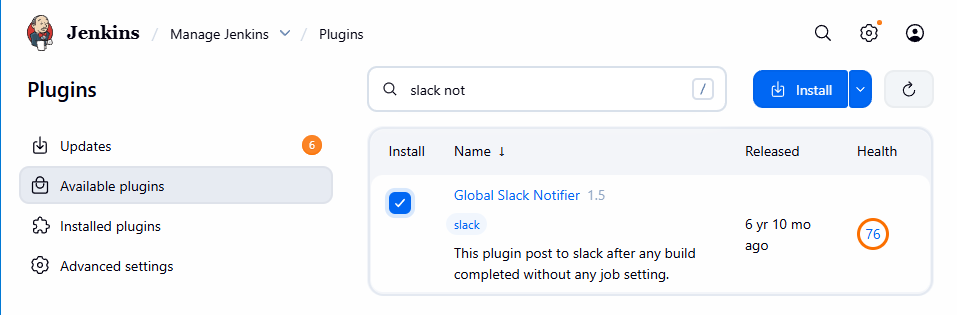 Jenkins / Manage Jenkins / Plugins
Plugins
slack not /
Install
Updates 6
Available plugins
Installed plugins
Advanced settings
Install Name ↓ Released Health
Global Slack Notifier 1.5
slack
This plugin post to slack after any build
completed without any job setting.
6 yr 10 mo
ago
76